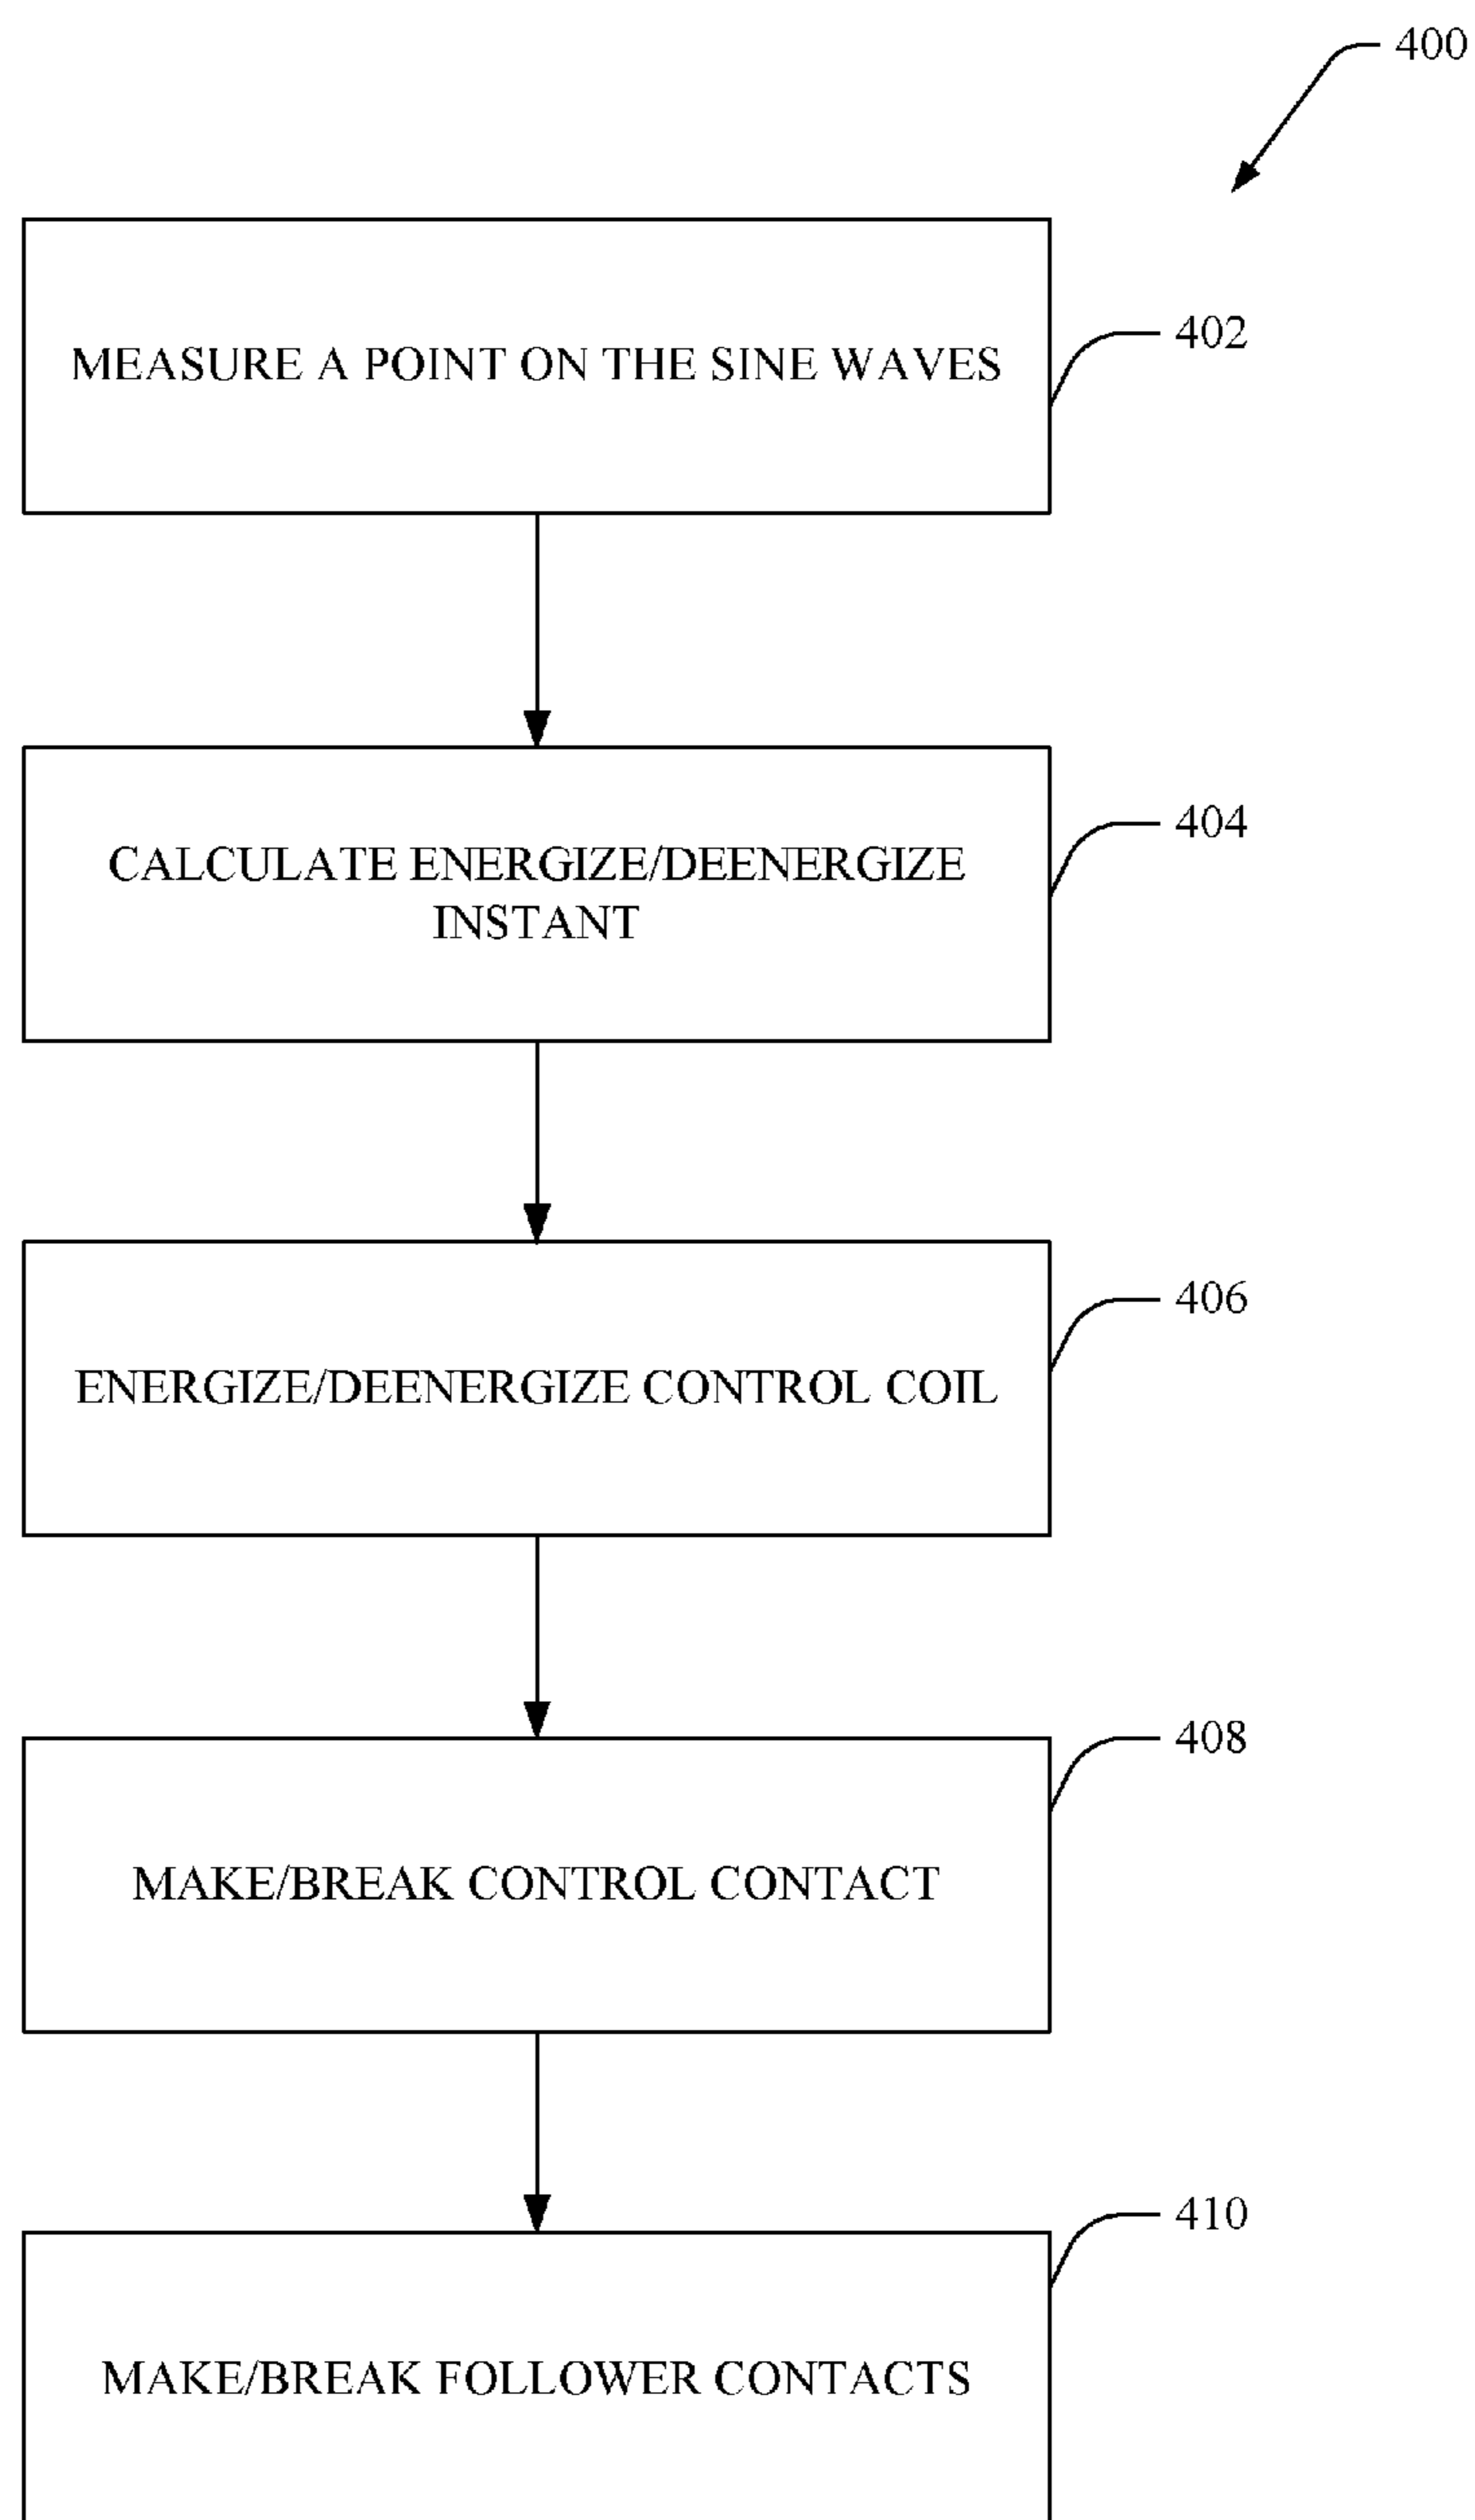 400
402
MEASURE A POINT ON THE SINE WAVES
404
CALCULATE ENERGIZE/DEENERGIZE
INSTANT
406
ENERGIZE/DEENERGIZE CONTROL COIL
408
MAKE/BREAK CONTROL CONTACT
410
MAKE/BREAK FOLLOWER CONTACTS